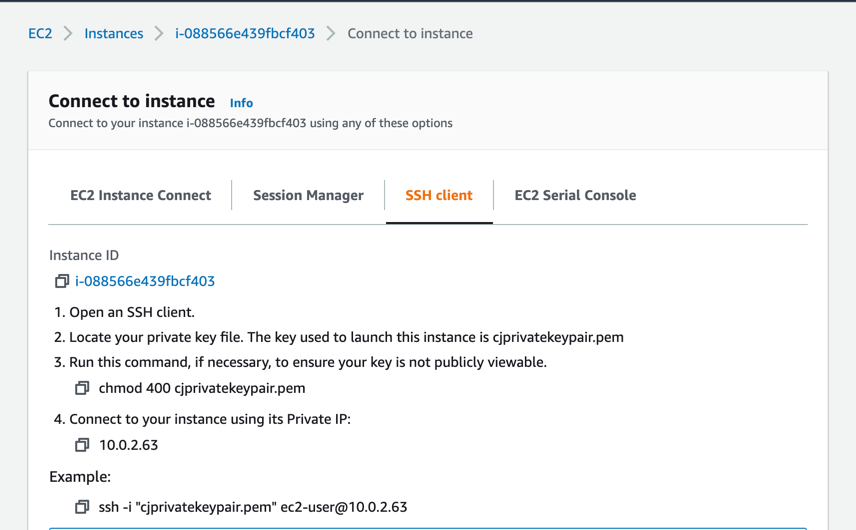 EC2 > Instances > i-088566e439fbcf403 > Connect to instance
Connect to instance Info
Connect to your instance i-088566e439fbcf403 using any of these options
EC2 Instance Connect Session Manager SSH client EC2 Serial Console
Instance ID
i-088566e439fbcf403
1. Open an SSH client.
2. Locate your private key file. The key used to launch this instance is cjprivatekeypair.pem
3. Run this command, if necessary, to ensure your key is not publicly viewable.
chmod 400 cjprivatekeypair.pem
4. Connect to your instance using its Private IP:
10.0.2.63
Example:
ssh -i "cjprivatekeypair.pem" ec2-user@10.0.2.63